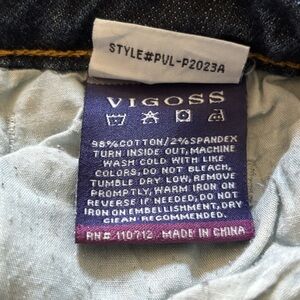 STYLE#PVL-P2023A
VIGOSS
98%COTTON/2%SPANDEX
TURN INSIDE OUT, MACHINE
WASH COLD WITH LIKE
COLORS, DO NOT BLEACH,
TUMBLE DRY LOW, REMOVE
PROMPTLY, WARM IRON ON
REVERSE IF NEEDED, DO NOT
IRON ON EMBELLISHMENT, DRY
CLEAN RECOMMENDED.
RN# 110712 MADE IN CHINA